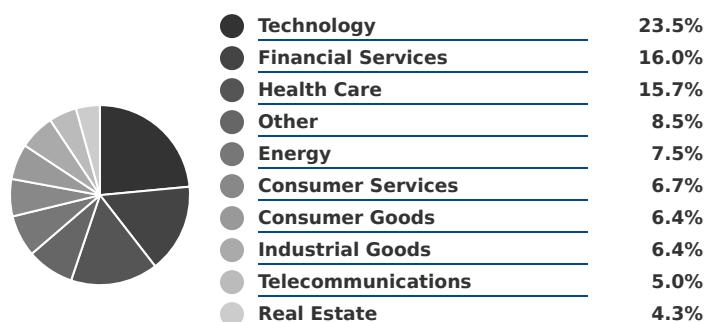 Technology 23.5%
Financial Services 16.0%
Health Care 15.7%
Other 8.5%
Energy 7.5%
Consumer Services 6.7%
Consumer Goods 6.4%
Industrial Goods 6.4%
Telecommunications 5.0%
Real Estate 4.3%